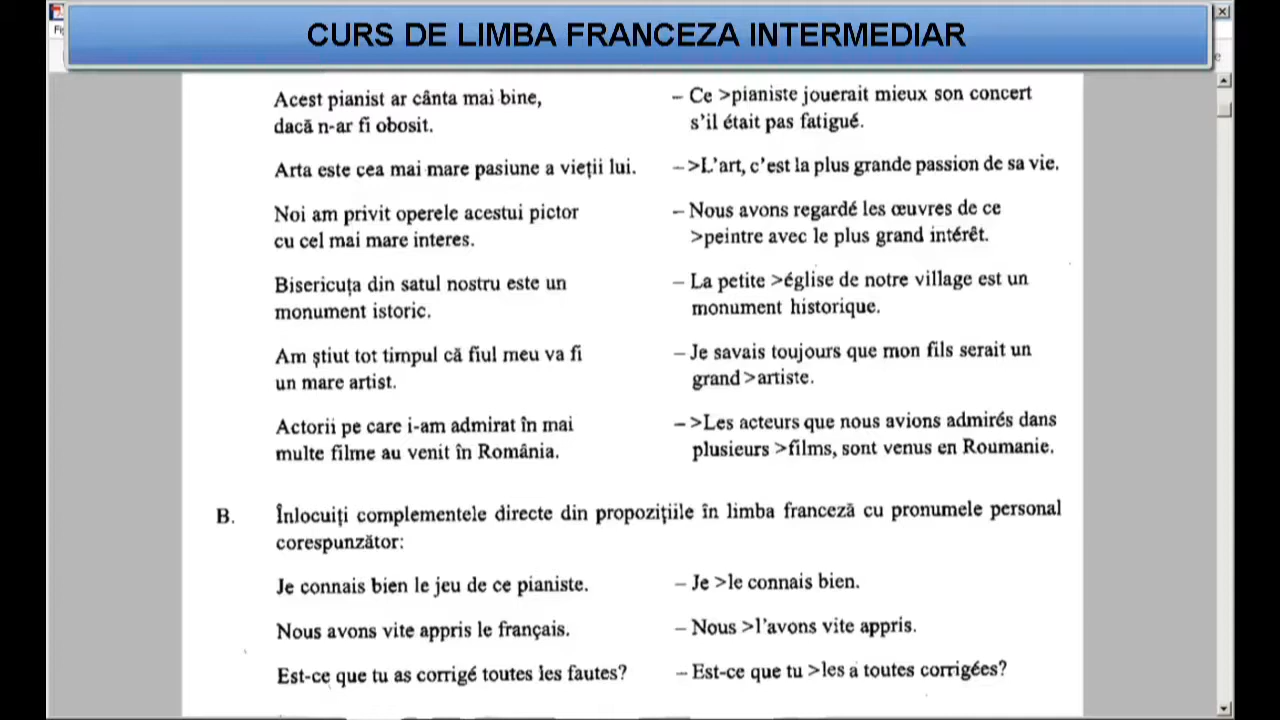 CURS DE LIMBA FRANCEZA INTERMEDIAR
Acest pianist ar cânta mai bine,
dacă n-ar fi obosit.
– Ce >pianiste jouerait mieux son concert
s'il était pas fatigué.
Arta este cea mai mare pasiune a vieții lui.
– >L'art, c'est la plus grande passion de sa vie.
Noi am privit operele acestui pictor
cu cel mai mare interes.
– Nous avons regardé les œuvres de ce
>peintre avec le plus grand intérêt.
Bisericuța din satul nostru este un
monument istoric.
– La petite >église de notre village est un
monument historique.
Am știut tot timpul că fiul meu va fi
un mare artist.
– Je savais toujours que mon fils serait un
grand >artiste.
Actorii pe care i-am admirat în mai
multe filme au venit în România.
– >Les acteurs que nous avions admirés dans
plusieurs >films, sont venus en Roumanie.
B. Înlocuiți complementele directe din propozițiile în limba franceză cu pronumele personal
corespunzător:
Je connais bien le jeu de ce pianiste.
– Je >le connais bien.
Nous avons vite appris le français.
– Nous >l'avons vite appris.
Est-ce que tu as corrigé toutes les fautes?
– Est-ce que tu >les a toutes corrigées?